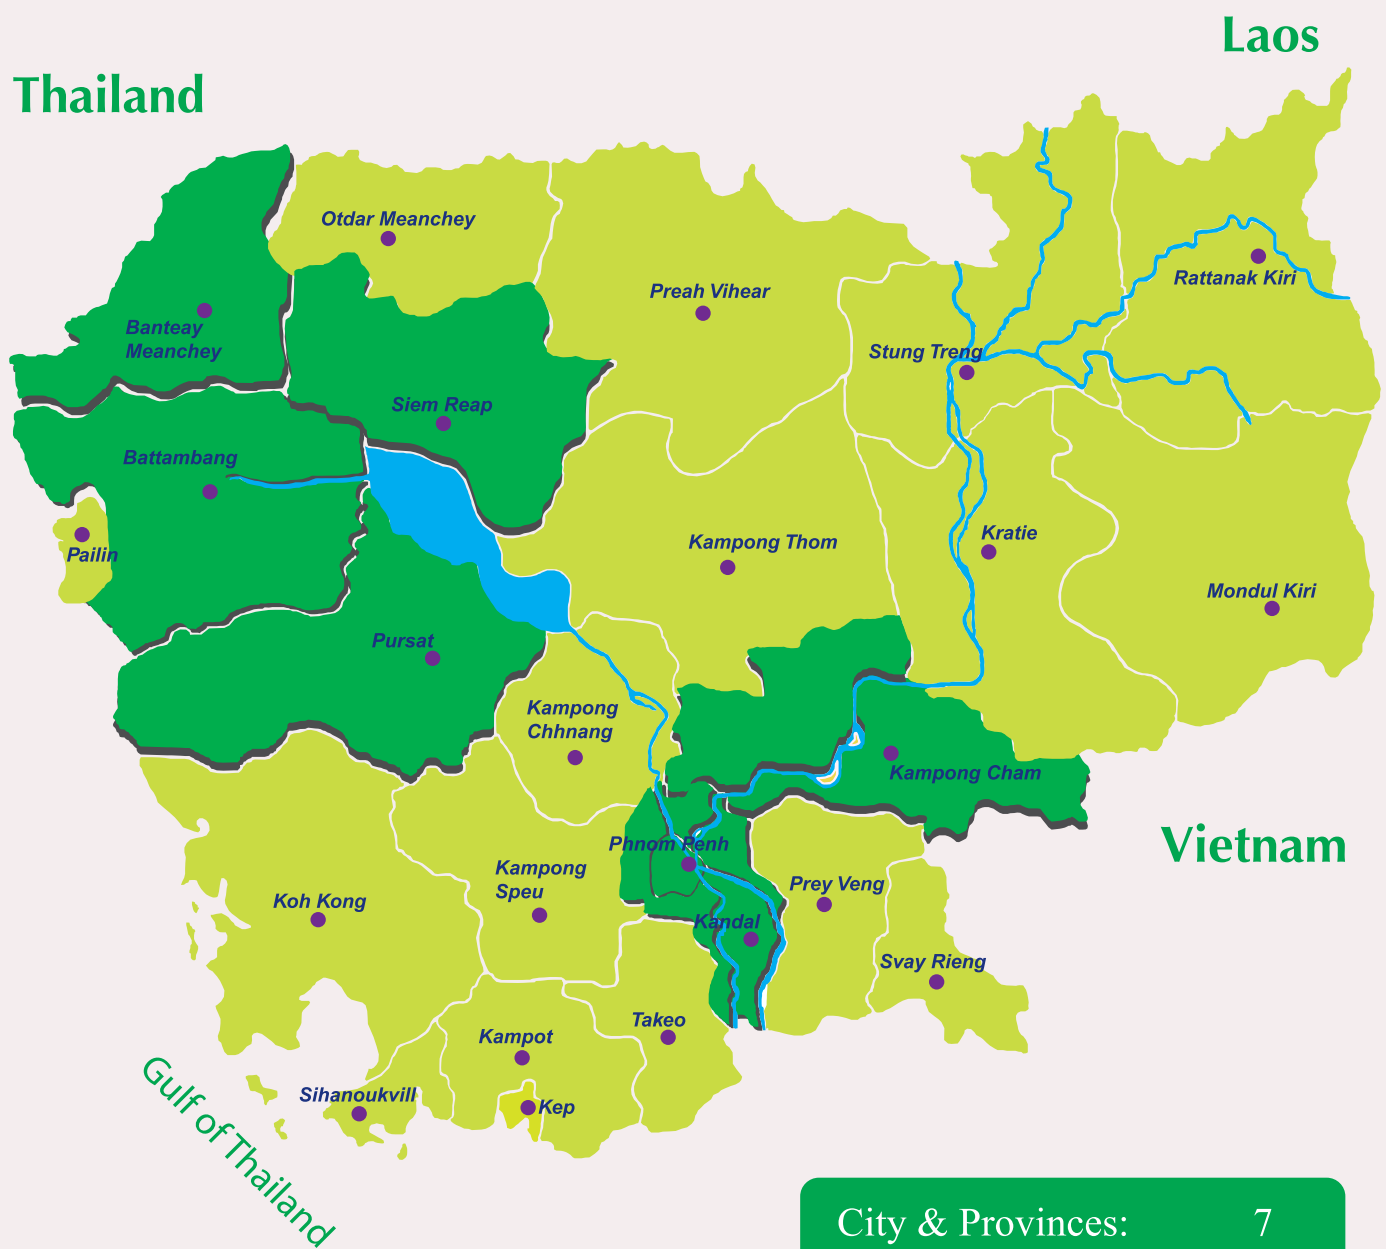 Laos
Thailand
Otdar Meanchey
Rattanak Kiri
Preah Vihear
Banteay
Meanchey
Stung Treng
Siem Reap
Battambang
Kratie
Kampong Thom
Pailin
Mondul Kiri
Pursat
Kampong
Chhnang
Kampong Cham
Phnom Penh
Vietnam
Kampong
Speu
Prey Veng
Koh Kong
Kandal
Svay Rieng
Takeo
Kampot
Sihanoukvill
Kep
Gulf of Thailand
City & Provinces: 7